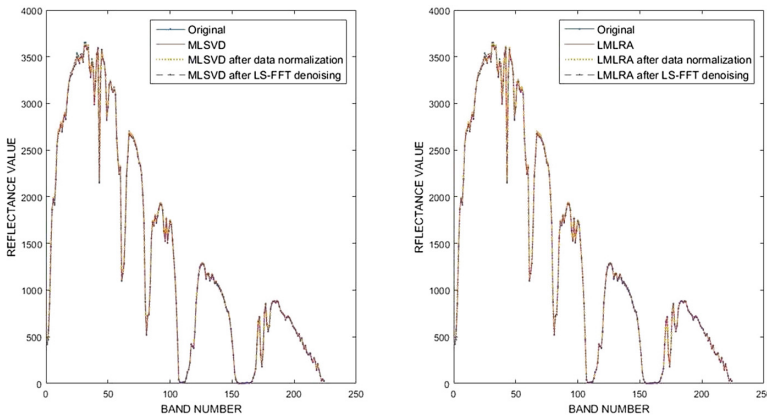 Original
MLSVD
MLSVD after data normalization
MLSVD after LS-FFT denoising
REFLECTANCE VALUE
4000
3500
3000
2500
2000
1500
1000
500
0
0 50 100 150 200 250
BAND NUMBER
Original
LMLRA
LMLRA after data normalization
LMLRA after LS-FFT denoising
RFLECTANCE VALUE
4000
3500
3000
2500
2000
1500
1000
500
0
0 50 100 150 200 250
BAND NUMBER